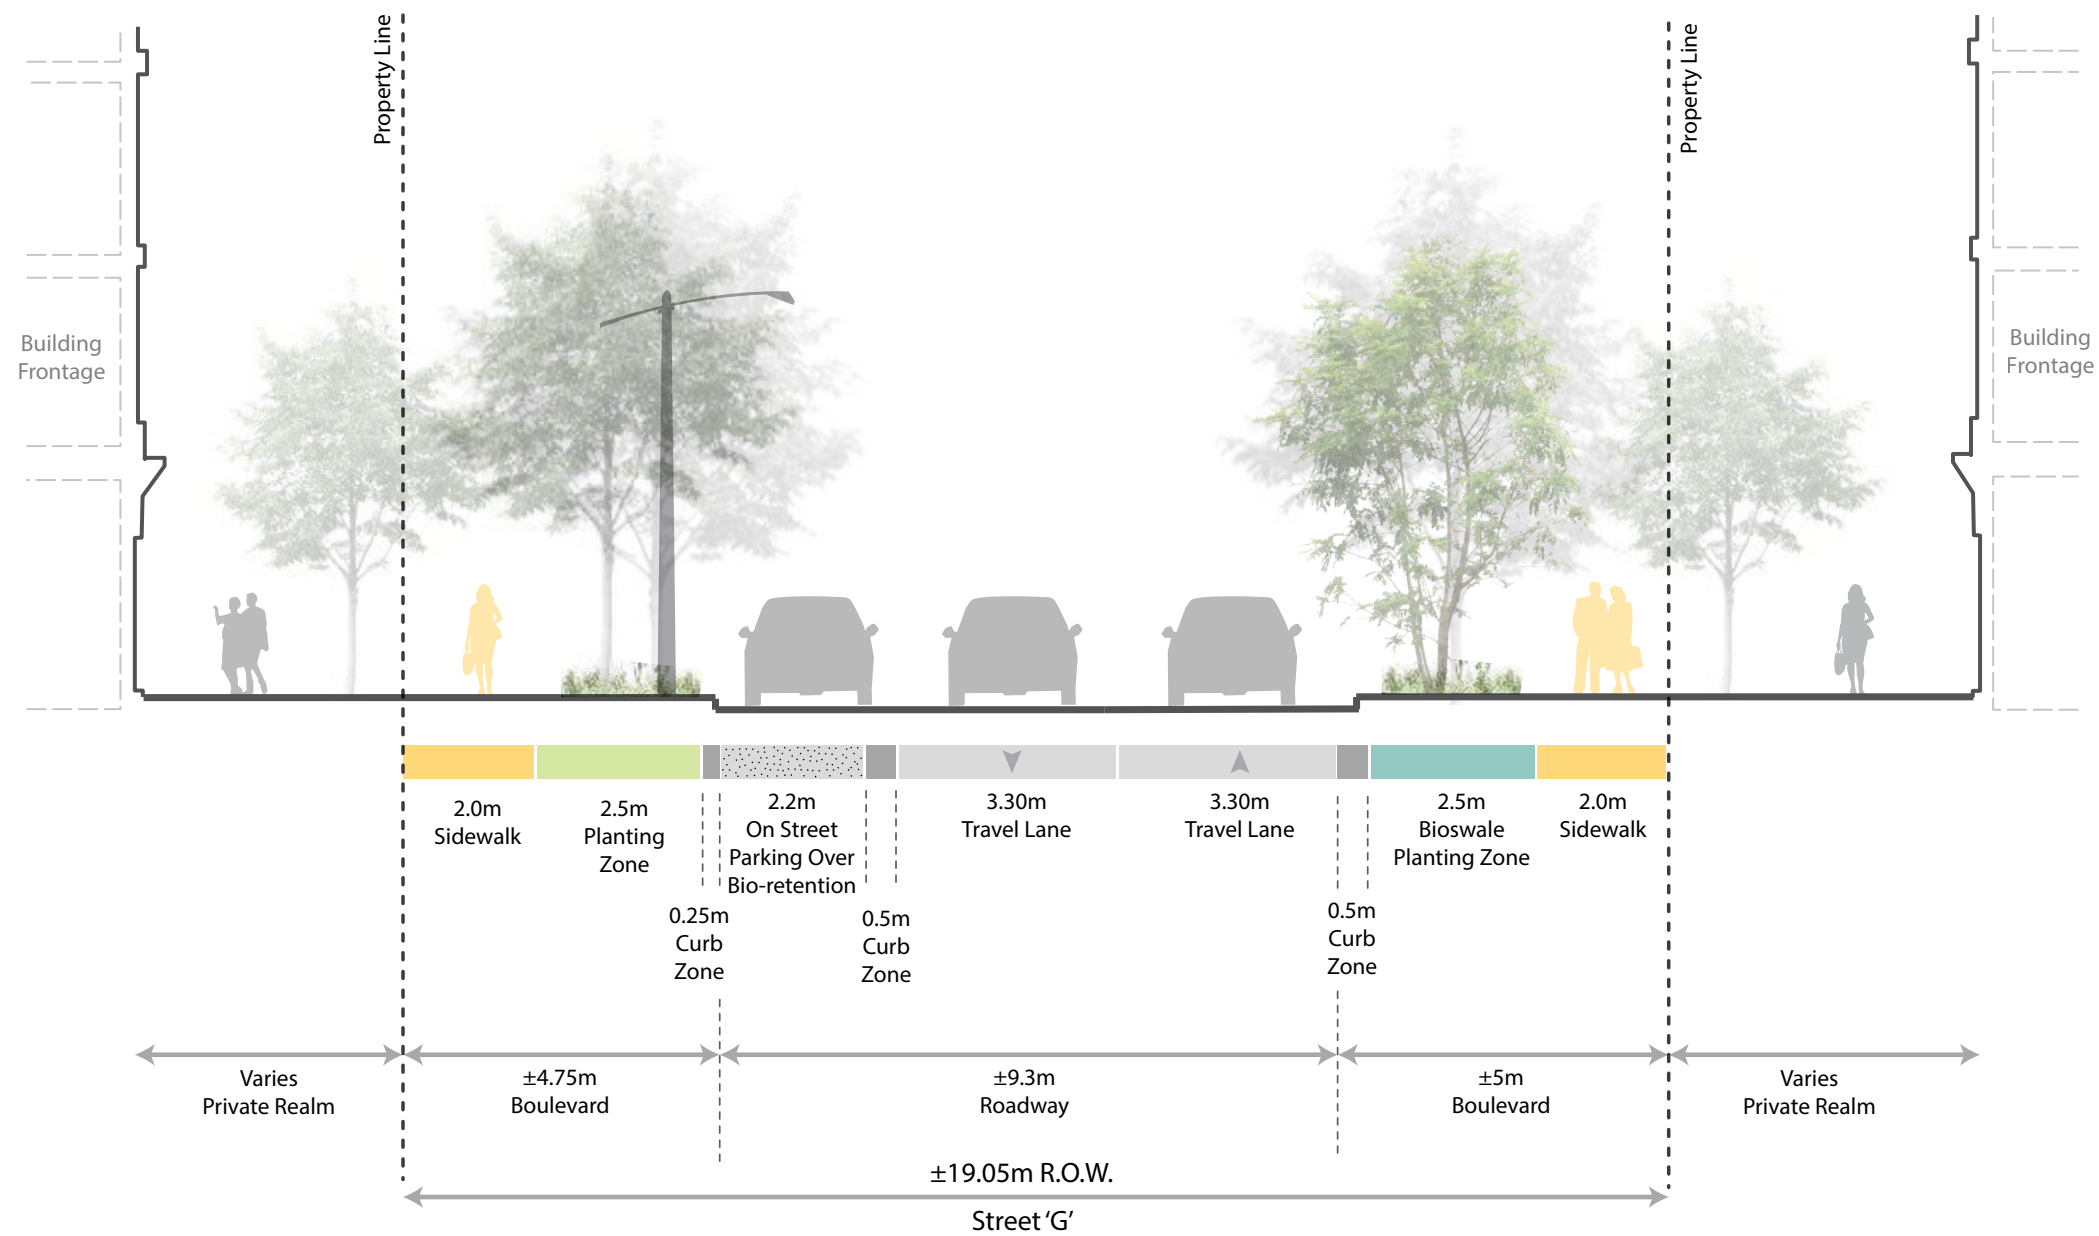 Property Line
Property Line
Building
Frontage
Building
Frontage
2.0m
Sidewalk
2.5m
Planting
Zone
0.25m
Curb
Zone
2.2m
On Street
Parking Over
Bio-retention
0.5m
Curb
Zone
3.30m
Travel Lane
3.30m
Travel Lane
0.5m
Curb
Zone
2.5m
Bioswale
Planting Zone
2.0m
Sidewalk
Varies
Private Realm
±4.75m
Boulevard
±9.3m
Roadway
±5m
Boulevard
Varies
Private Realm
±19.05m R.O.W.
Street ‘G’